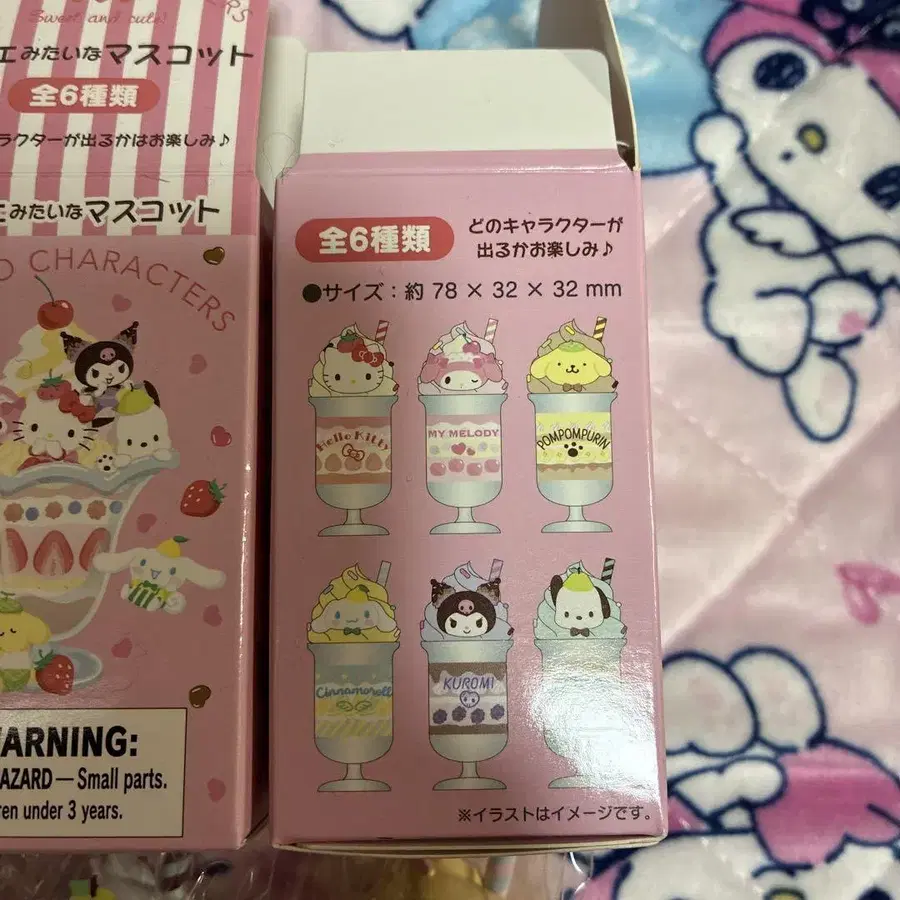 Sweet and cute!
みたいなマスコット
全6種類
ラクターが出るかはお楽しみ♪
みたいなマスコット
CHARACTERS
WARNING:
HAZARD — Small parts.
ren under 3 years.
全6種類
どのキャラクターが
出るかお楽しみ♪
●サイズ：約 78 × 32 × 32 mm
Hello Kitty
MY MELODY
POMPOMPURIN
Cinnamoroll
KUROMI
※イラストはイメージです。